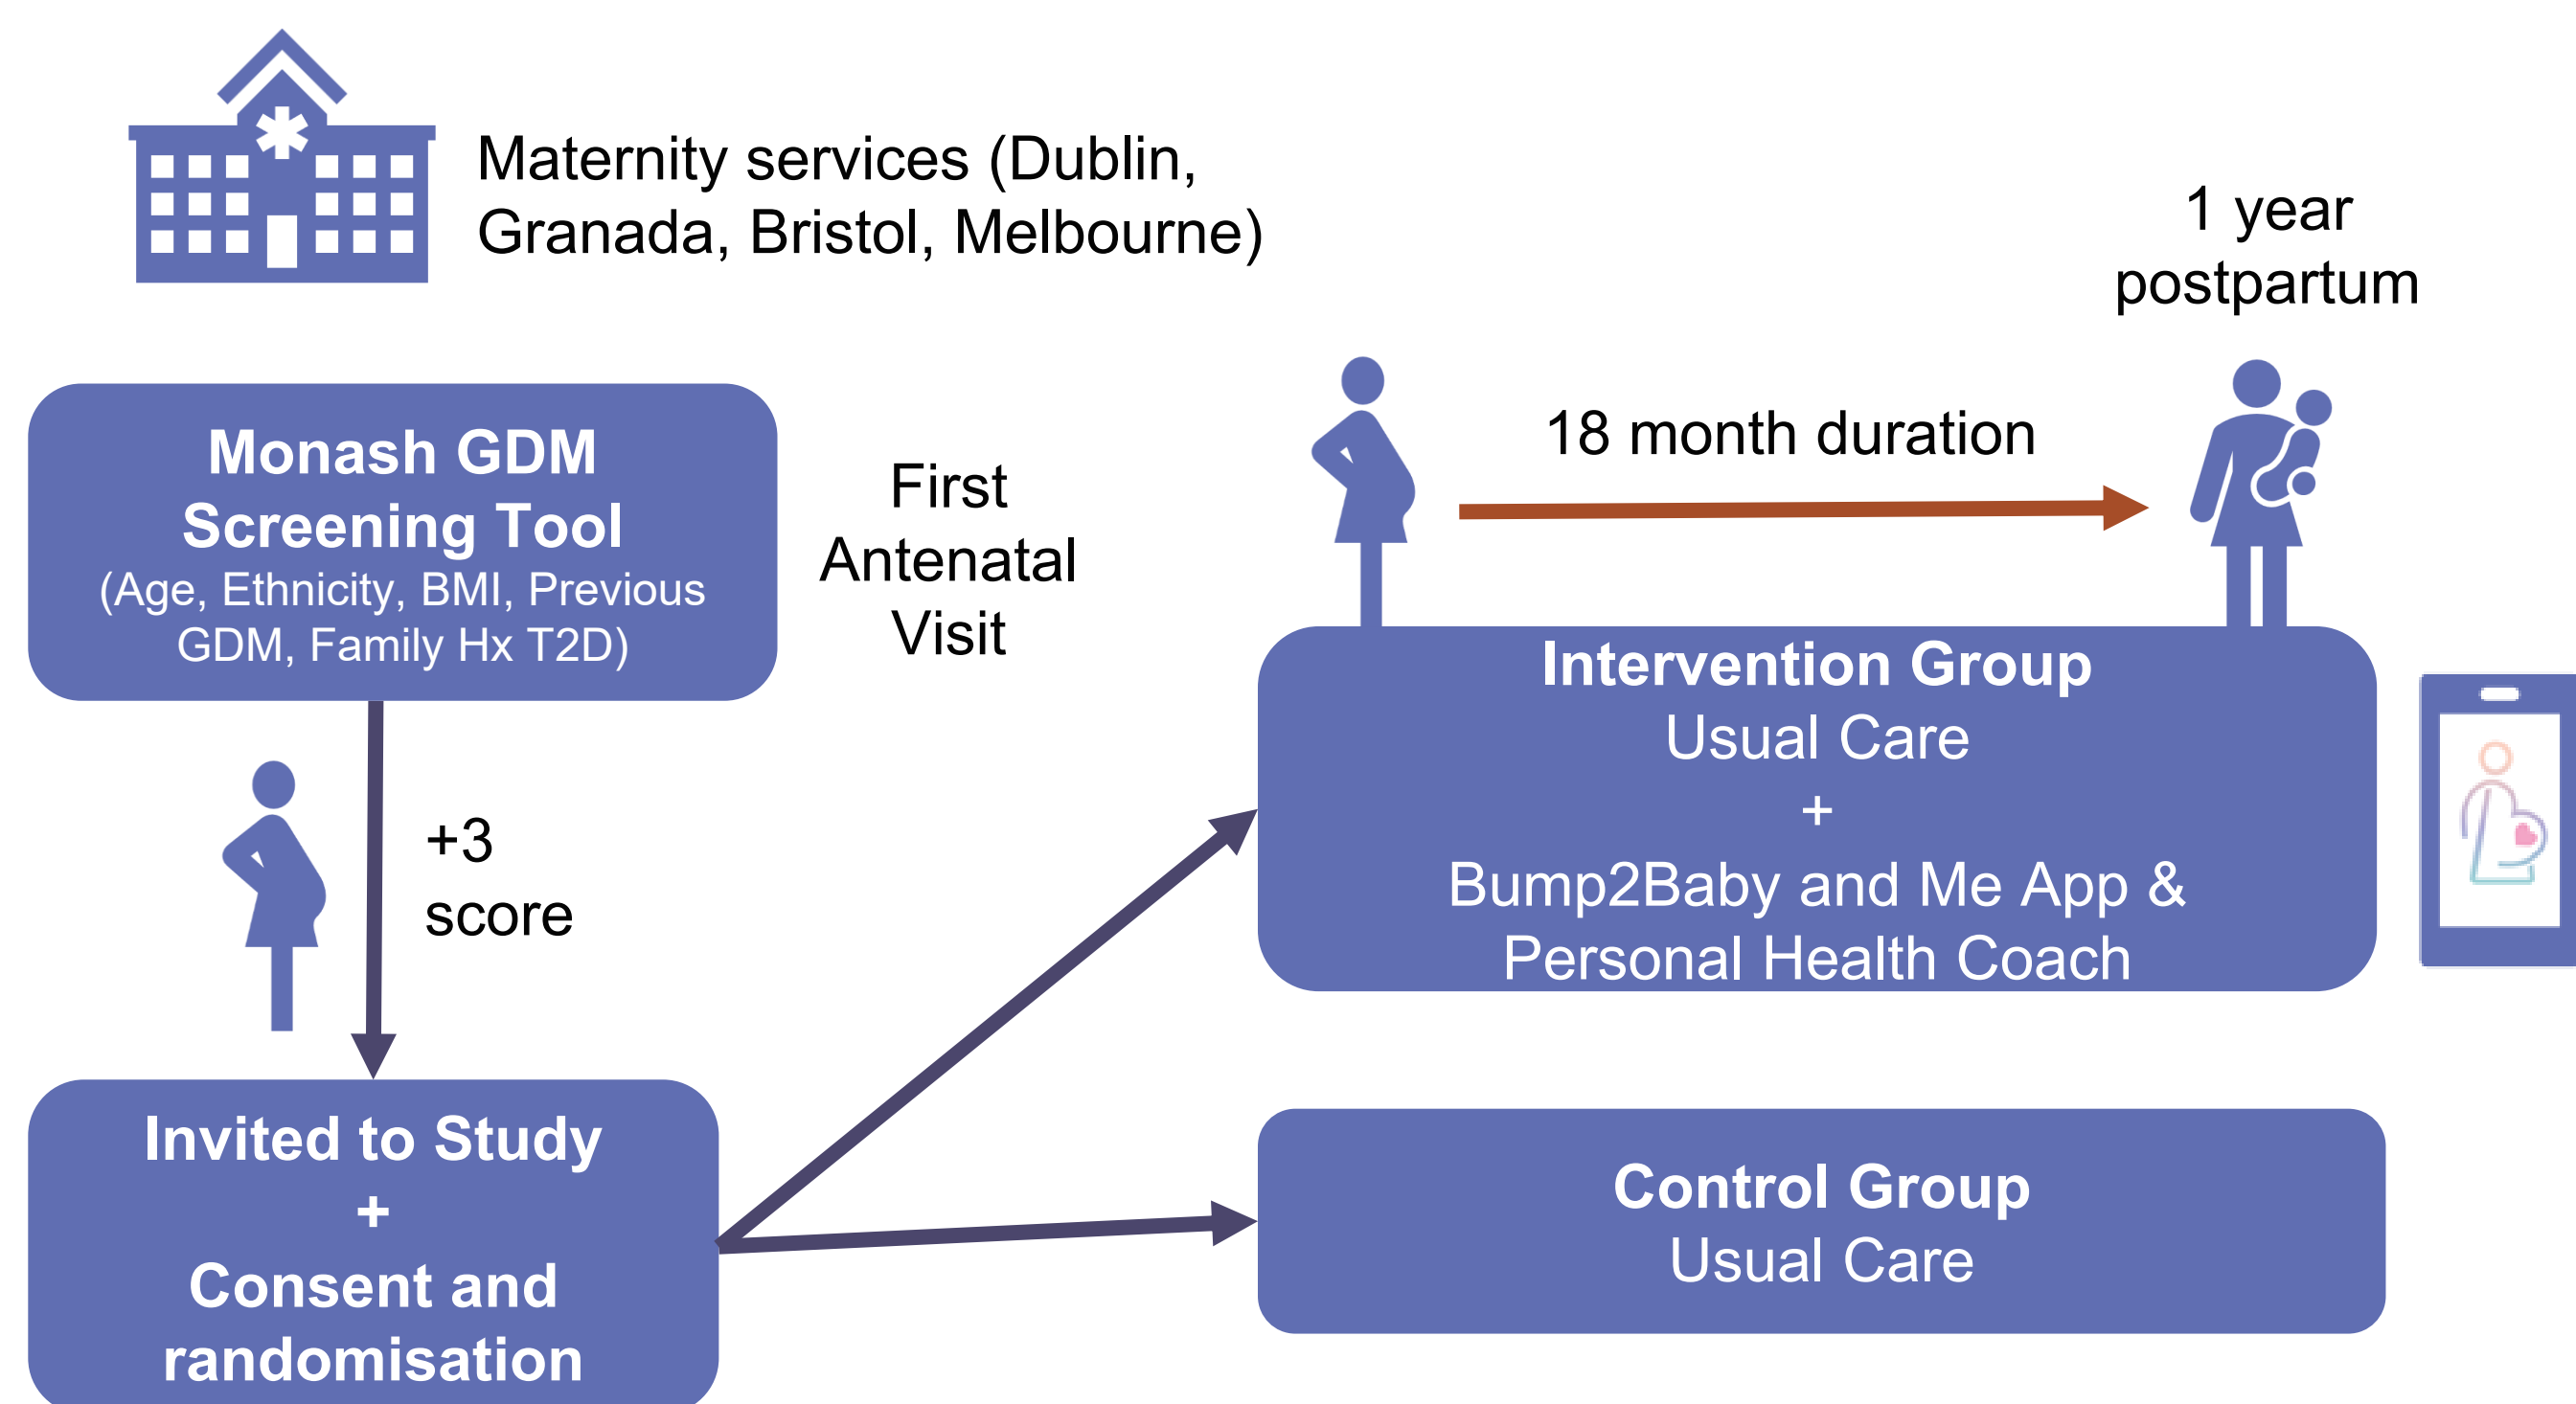 Maternity services (Dublin,
Granada, Bristol, Melbourne)
1 year
postpartum
Monash GDM
Screening Tool
(Age, Ethnicity, BMI, Previous
GDM, Family Hx T2D)
First
Antenatal
Visit
18 month duration
+3
score
Intervention Group
Usual Care
+
Bump2Baby and Me App &
Personal Health Coach
Invited to Study
+
Consent and
randomisation
Control Group
Usual Care